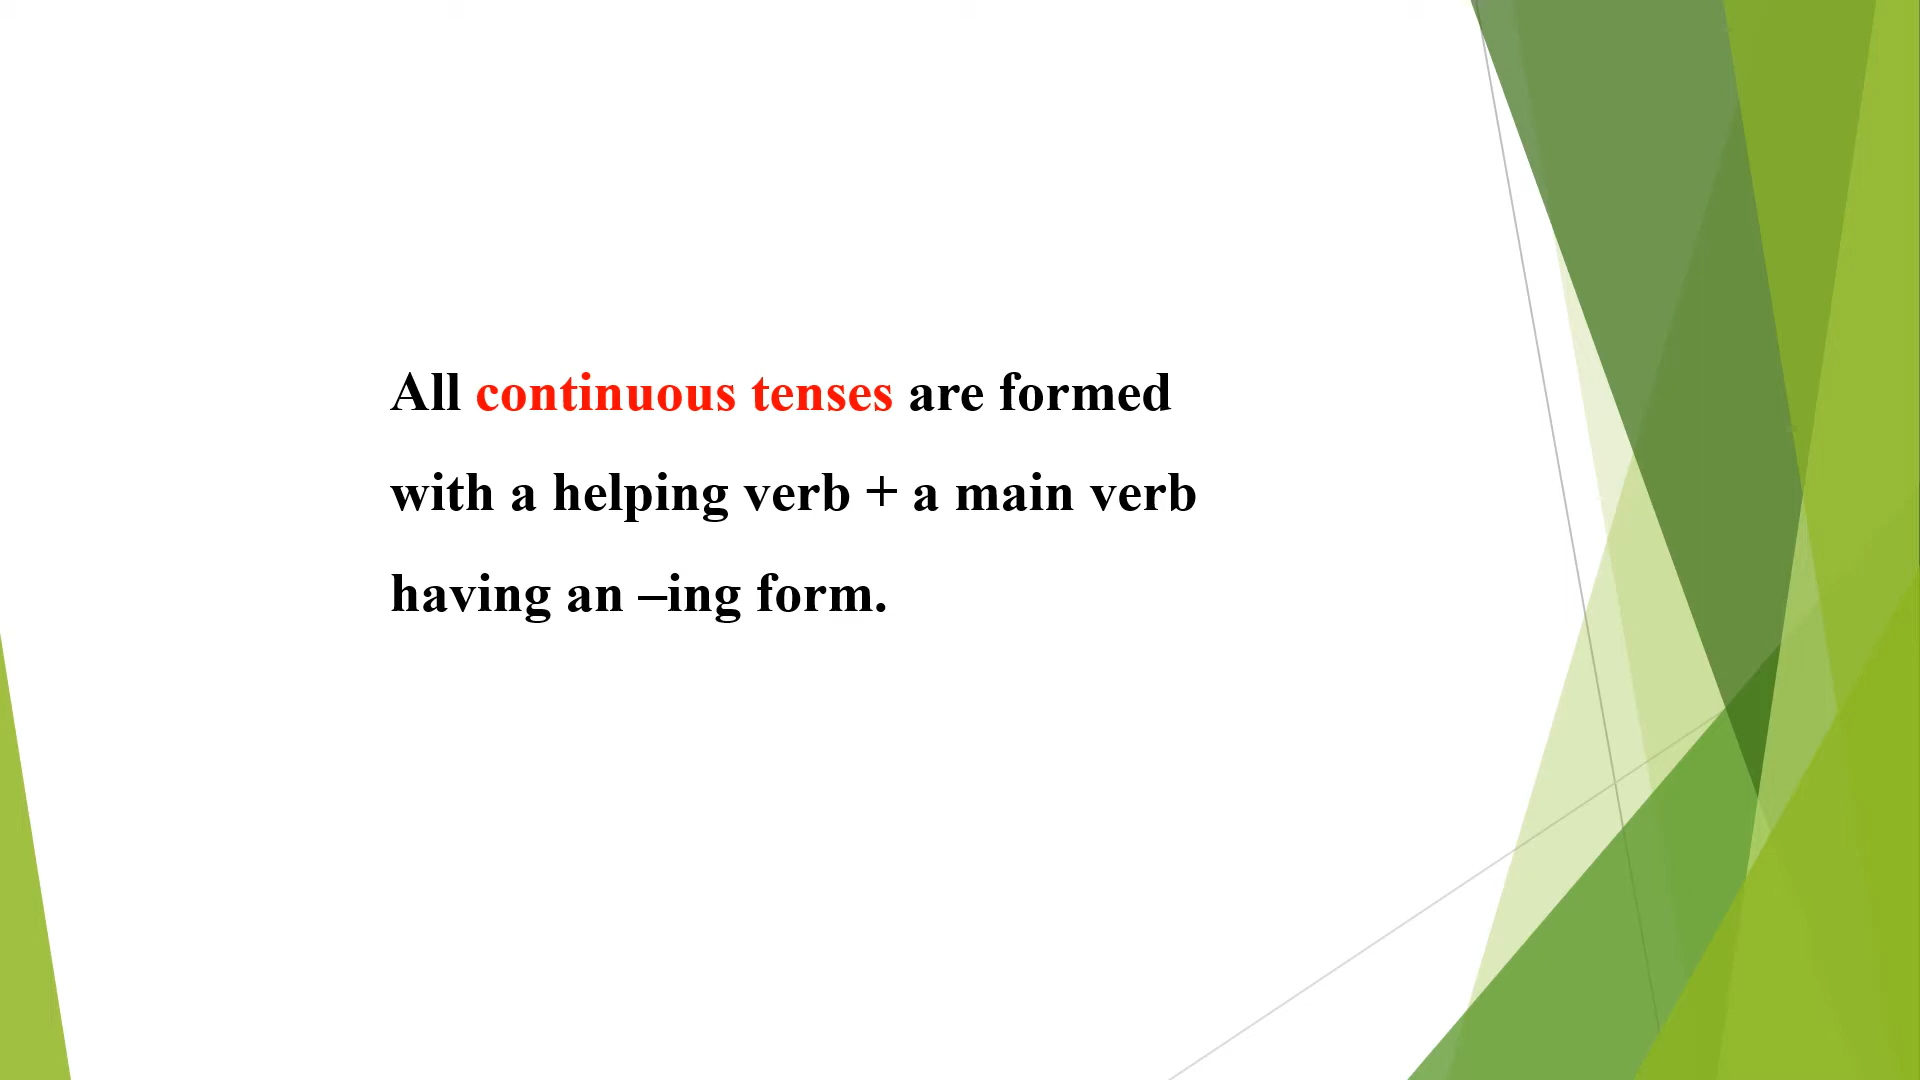 All continuous tenses are formed
with a helping verb + a main verb
having an –ing form.